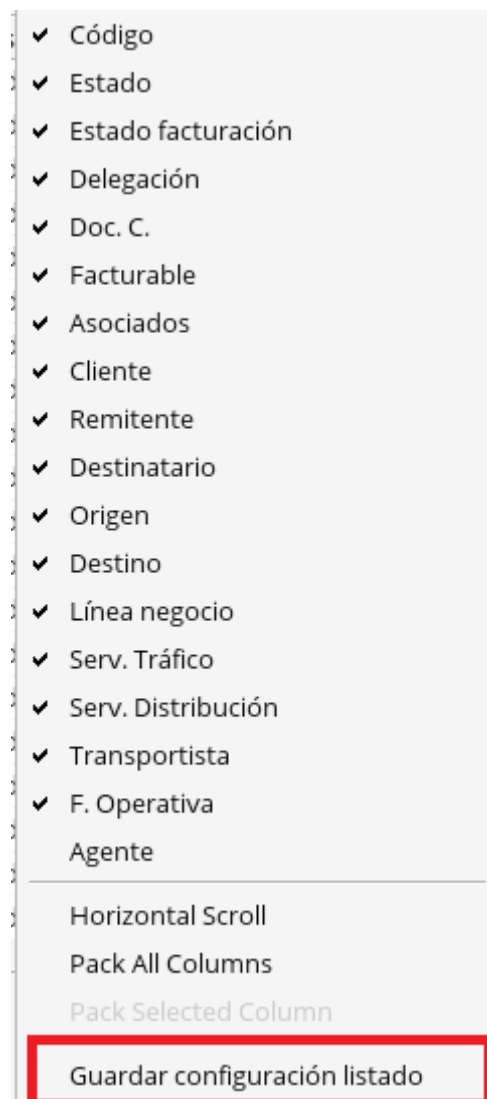 Código
Estado
Estado facturación
Delegación
Doc. C.
Facturable
Asociados
Cliente
Remitente
Destinatario
Origen
Destino
Línea negocio
Serv. Tráfico
Serv. Distribución
Transportista
F. Operativa
Agente
Horizontal Scroll
Pack All Columns
Pack Selected Column
Guardar configuración listado